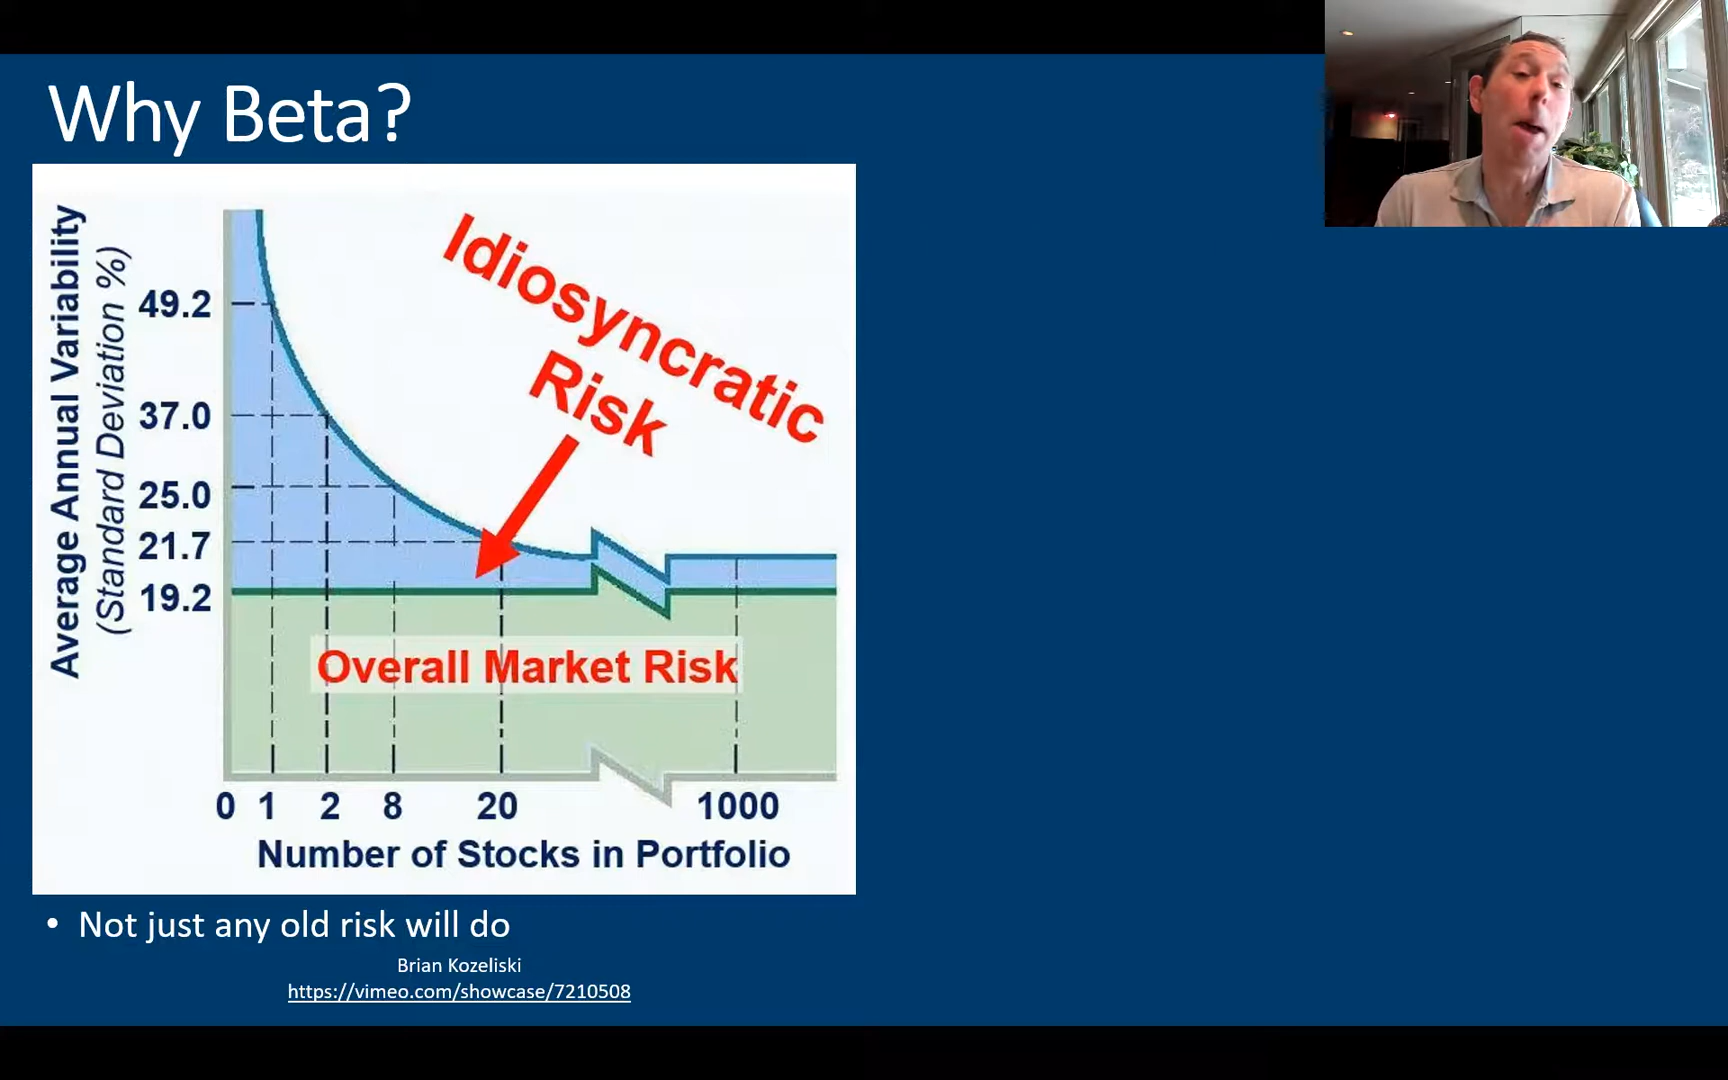 Why Beta?
Average Annual Variability
(Standard Deviation %)
49.2
37.0
25.0
21.7
19.2
Idiosyncratic
Risk
Overall Market Risk
0 1 2 8 20 1000
Number of Stocks in Portfolio
• Not just any old risk will do
Brian Kozeliski
https://vimeo.com/showcase/7210508